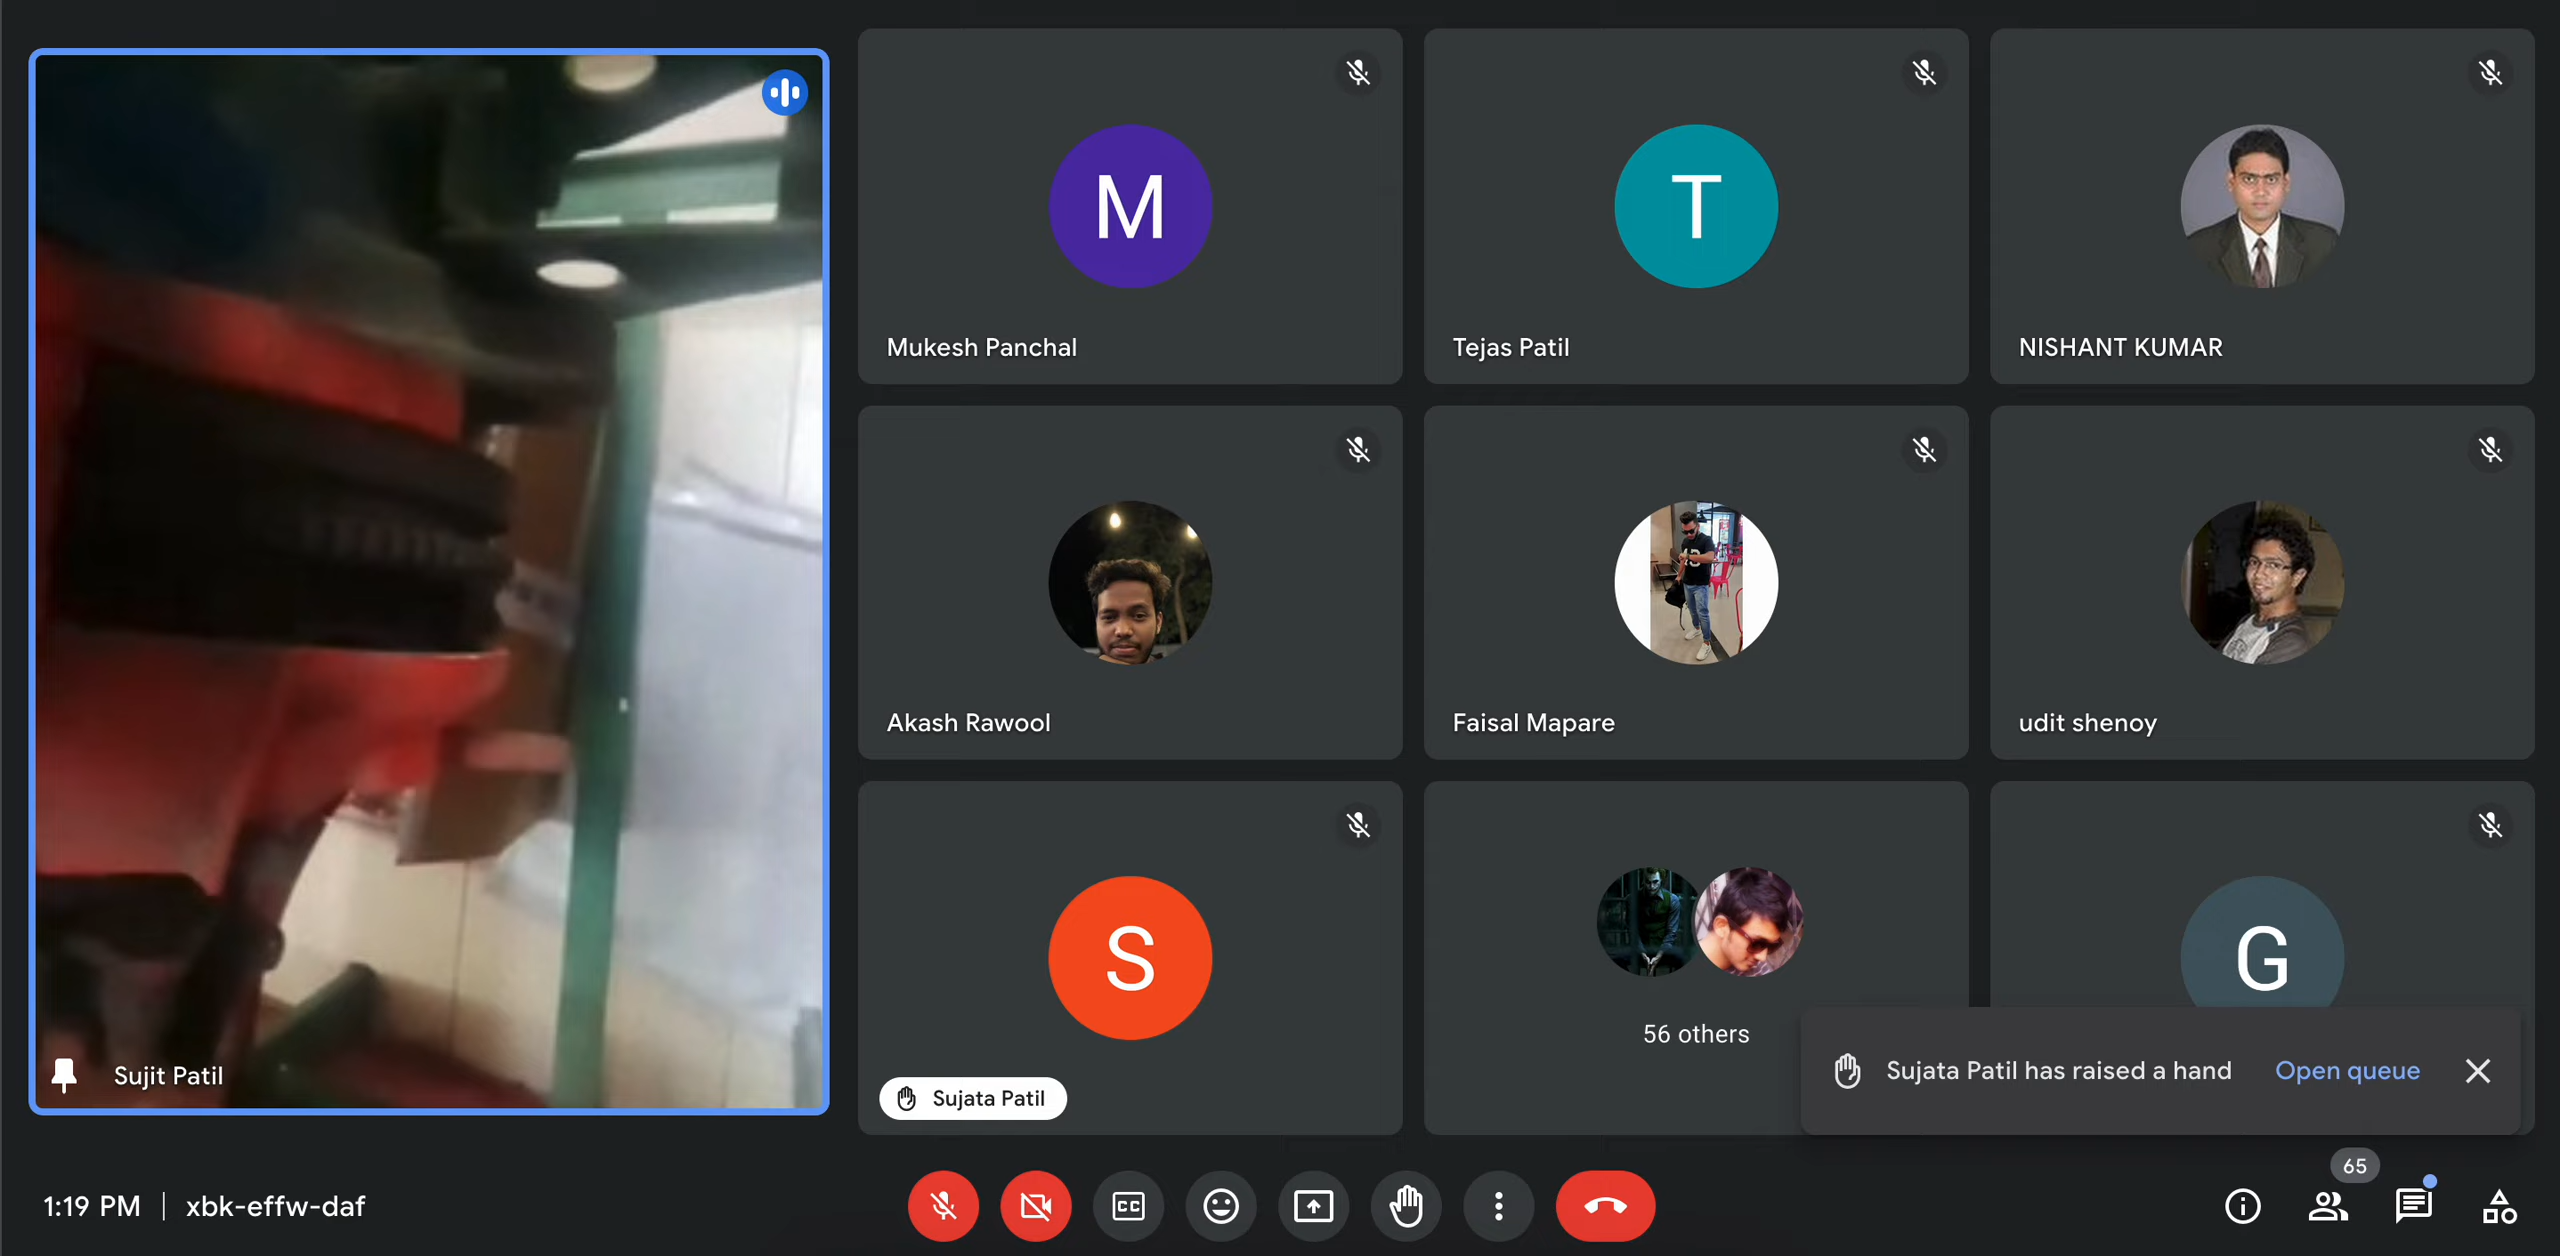 M
Mukesh Panchal
T
Tejas Patil
NISHANT KUMAR
Akash Rawool
Faisal Mapare
udit shenoy
Sujit Patil
S
Sujata Patil
56 others
G
Sujata Patil has raised a hand Open queue
1:19 PM | xbk-effw-daf
CC
65